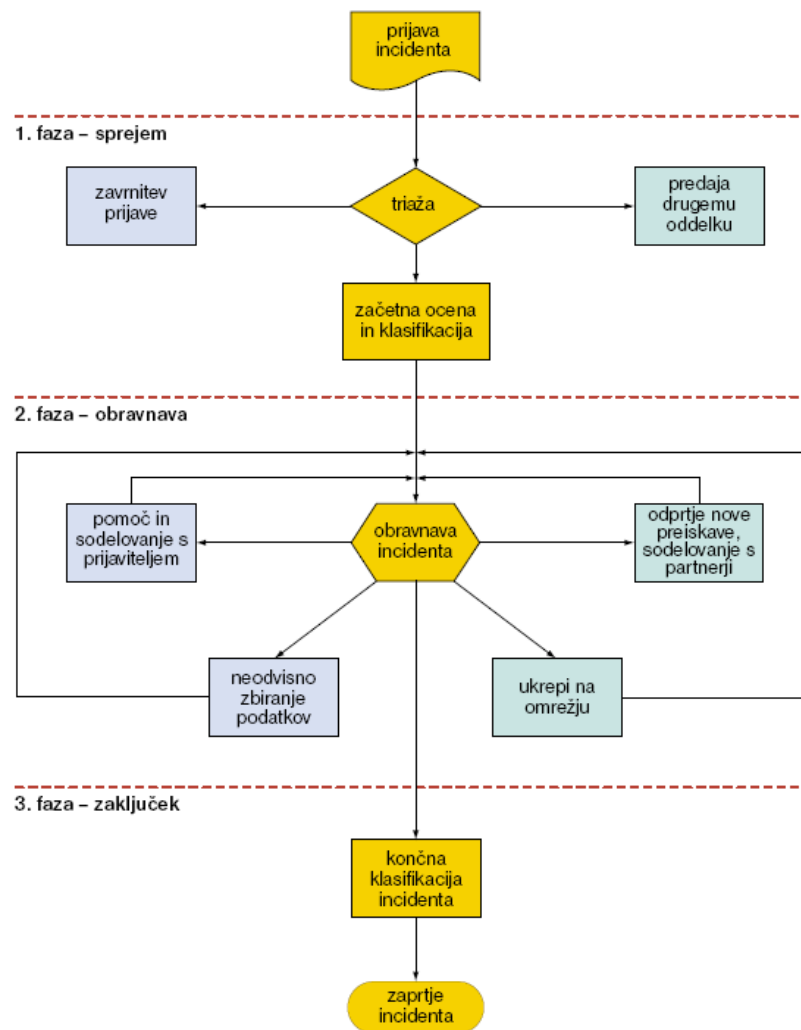 prijava
incidenta
1. faza – sprejem
zavrnitev
prijave
triaža
predaja
drugemu
oddelku
začetna ocena
in klasifikacija
2. faza – obravnava
pomoč in
sodelovanje s
prijaviteljem
obravnava
incidenta
odprtje nove
preiskave,
sodelovanje s
partnerji
neodvisno
zbiranje
podatkov
ukrepi na
omrežju
3. faza – zaključek
končna
klasifikacija
incidenta
zaprtje
incidenta